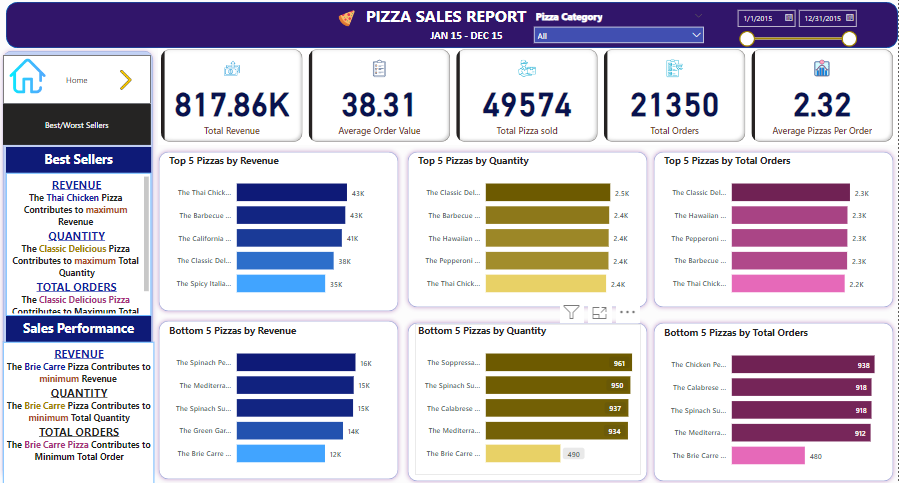 PIZZA SALES REPORT
JAN 15 - DEC 15
Pizza Category
All
1/1/2015
12/31/2015
Home
Best/Worst Sellers
Best Sellers
REVENUE
The Thai Chicken Pizza
Contributes to maximum
Revenue
QUANTITY
The Classic Delicious Pizza
Contributes to maximum Total
Quantity
TOTAL ORDERS
The Classic Delicious Pizza
Contributes to Maximum Total
Sales Performance
REVENUE
The Brie Carre Pizza Contributes to
minimum Revenue
QUANTITY
The Brie Carre Pizza Contributes to
minimum Total Quantity
TOTAL ORDERS
The Brie Carre Pizza Contributes to
Minimum Total Order
817.86K
Total Revenue
38.31
Average Order Value
49574
Total Pizza sold
21350
Total Orders
2.32
Average Pizzas Per Order
Top 5 Pizzas by Revenue
The Thai Chick... 43K
The Barbecue ... 43K
The California ... 41K
The Classic Del... 38K
The Spicy Italia... 35K
Top 5 Pizzas by Quantity
The Classic Del... 2.5K
The Barbecue ... 2.4K
The Hawaiian ... 2.4K
The Pepperoni ... 2.4K
The Thai Chick... 2.4K
Top 5 Pizzas by Total Orders
The Classic Del... 2.3K
The Hawaiian ... 2.3K
The Pepperoni ... 2.3K
The Barbecue ... 2.3K
The Thai Chick... 2.2K
Bottom 5 Pizzas by Revenue
The Spinach Pe... 16K
The Mediterra... 15K
The Spinach Su... 15K
The Green Gar... 14K
The Brie Carre ... 12K
Bottom 5 Pizzas by Quantity
The Soppressa... 961
The Spinach Su... 950
The Calabrese ... 937
The Mediterra... 934
The Brie Carre ... 490
Bottom 5 Pizzas by Total Orders
The Chicken Pe... 938
The Calabrese ... 918
The Spinach Su... 918
The Mediterra... 912
The Brie Carre ... 480